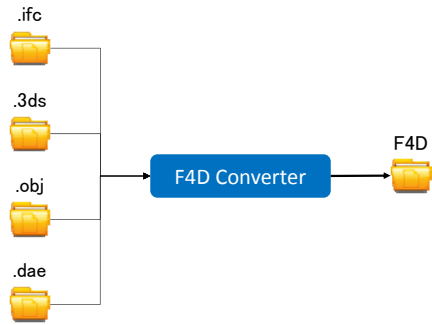 .ifc
.3ds
.obj
.dae
F4D Converter
F4D